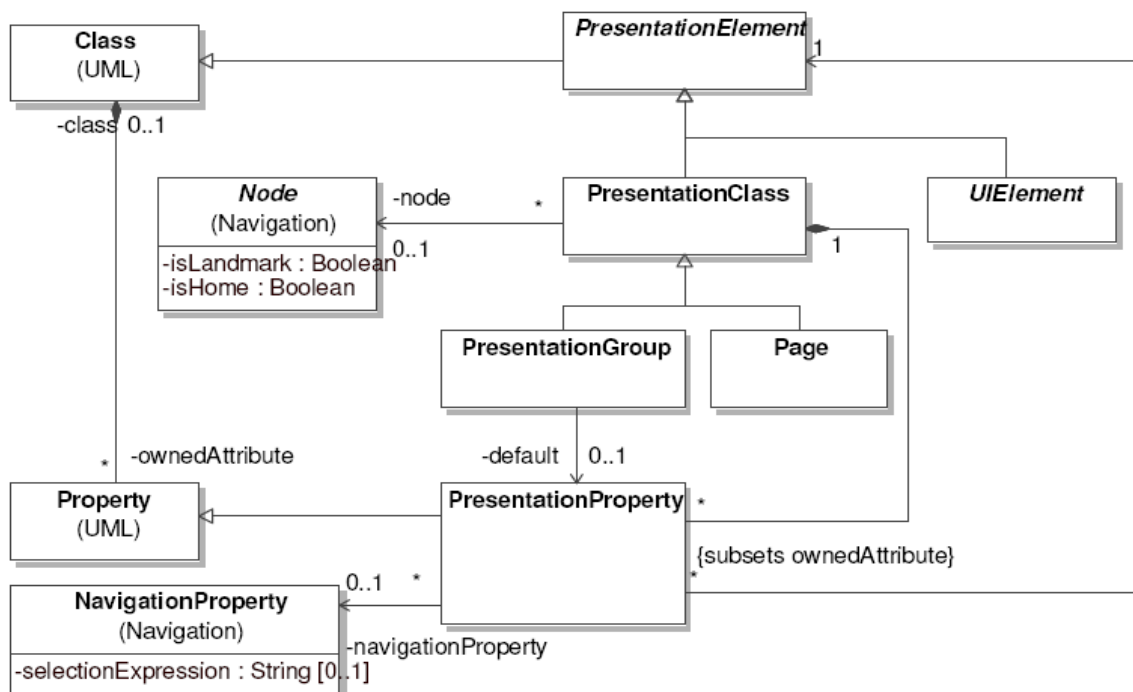 Class
(UML)
PresentationElement
1
-class 0..1
Node
(Navigation)
-isLandmark : Boolean
-isHome : Boolean
-node
*
0..1
PresentationClass
1
UIElement
PresentationGroup
Page
* -ownedAttribute
-default 0..1
Property
(UML)
PresentationProperty
*
{subsets ownedAttribute}
*
0..1 *
-navigationProperty
NavigationProperty
(Navigation)
-selectionExpression : String [0..1]